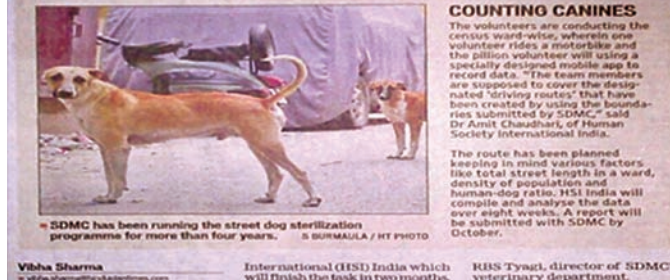 COUNTING CANINES
The volunteers are conducting the
census ward-wise, wherein one
volunteer rides a motorbike and
the pillion volunteer will using a
specially designed mobile app to
record data. "The team members
are supposed to cover the desig-
nated 'driving routes' that have
been created by using the bounda-
ries submitted by SDMC," said
Dr Amit Chaudhari, of Human
Society International India.
The route has been planned
keeping in mind various factors
like total street length in a ward,
density of population and
human-dog ratio. HSI India will
compile and analyse the data
over eight weeks. A report will
be submitted with SDMC by
October.
SDMC has been running the street dog sterilization
programme for more than four years. S BURMAULA / HT PHOTO
Vibha Sharma
International (HSI) India which
will finish the task in two months.
RBS Tyagi, director of SDMC
veterinary department.